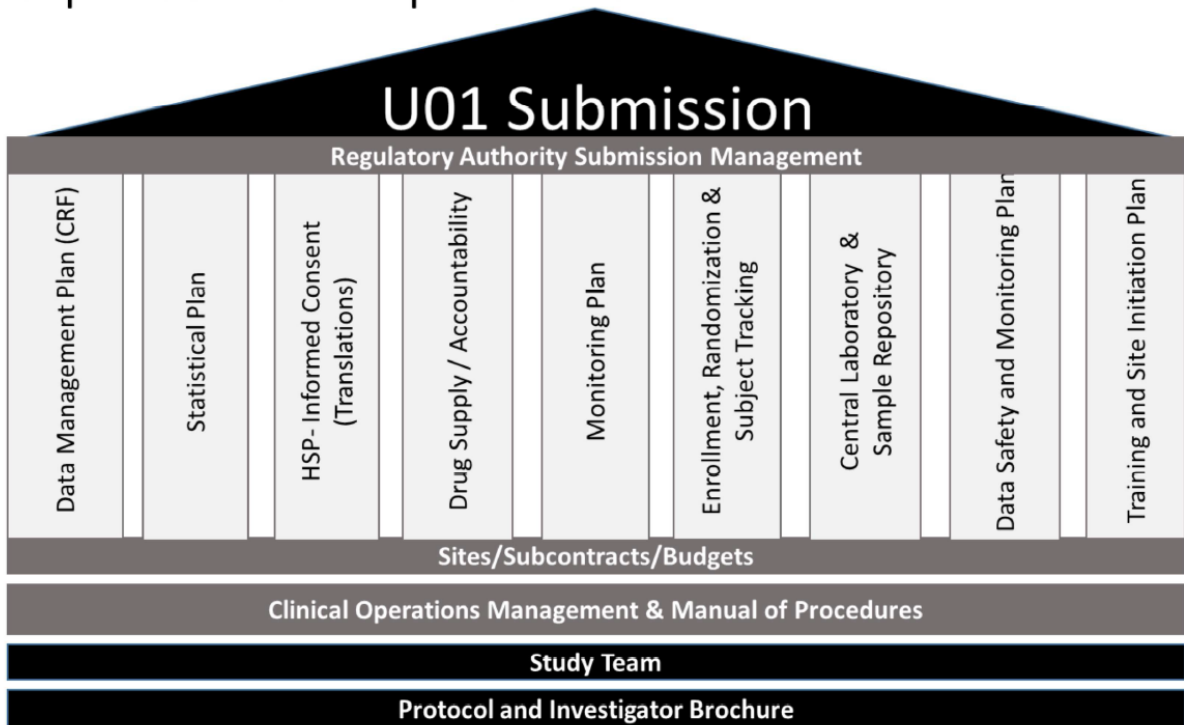 U01 Submission
Regulatory Authority Submission Management
Data Management Plan (CRF)
Statistical Plan
HSP- Informed Consent
(Translations)
Drug Supply / Accountability
Monitoring Plan
Enrollment, Randomization &
Subject Tracking
Central Laboratory &
Sample Repository
Data Safety and Monitoring Plan
Training and Site Initiation Plan
Sites/Subcontracts/Budgets
Clinical Operations Management & Manual of Procedures
Study Team
Protocol and Investigator Brochure